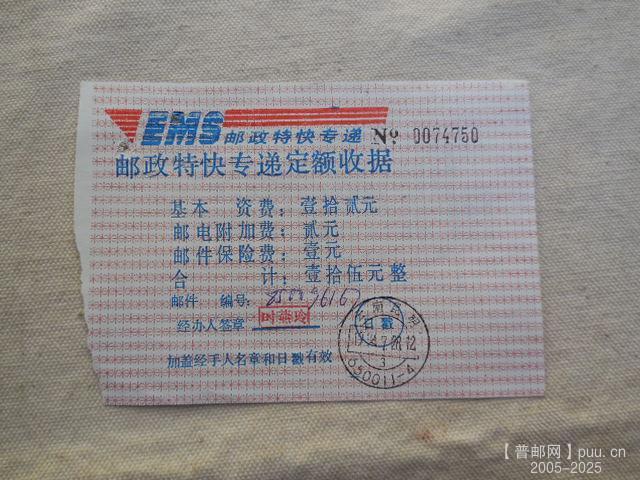 EMS 邮政特快专递 № 0074750
邮政特快专递定额收据
基本 资费：壹拾贰元
邮电附加费：贰元
邮件保险费：壹元
合 计：壹拾伍元整
邮件 编号：
经办人签章
加盖经手人名章和日戳有效
日戳
650011-4
【普邮网】puu.cn
2005-2025